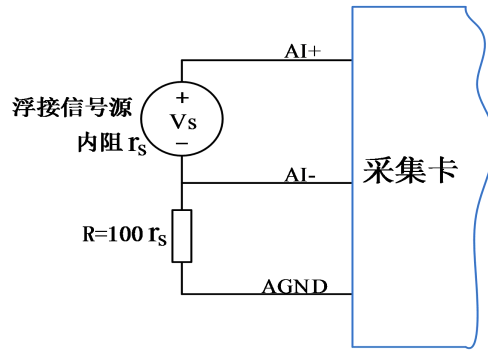 AI+
浮接信号源
+
Vs
−
内阻 rs
AI-
采集卡
R=100 rs
AGND